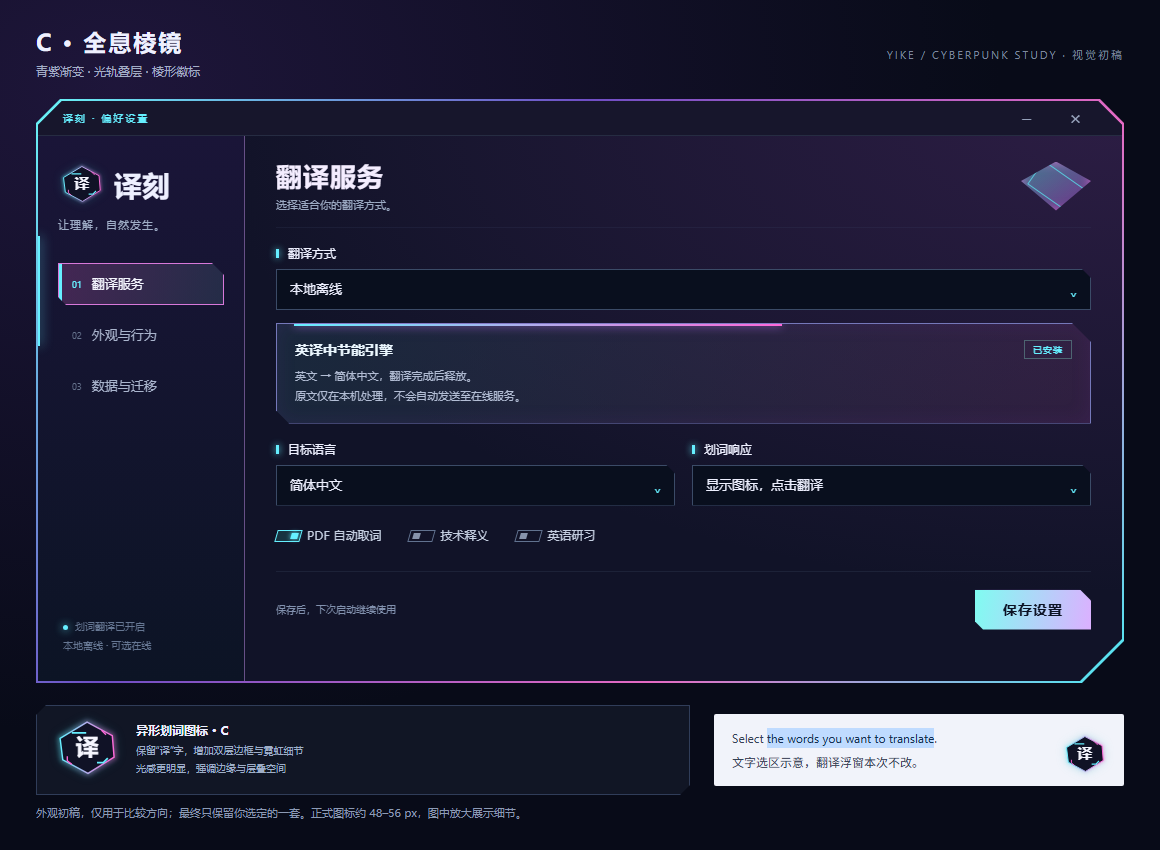 C · 全息棱镜
青紫渐变 · 光轨叠层 · 棱形徽标
YIKE / CYBERPUNK STUDY · 视觉初稿
译刻 · 偏好设置
译 译刻
让理解，自然发生。
01 翻译服务
02 外观与行为
03 数据与迁移
划词翻译已开启
本地离线 · 可选在线
翻译服务
选择适合你的翻译方式。
翻译方式
本地离线
英译中节能引擎
已安装
英文 → 简体中文，翻译完成后释放。
原文仅在本机处理，不会自动发送至在线服务。
目标语言
简体中文
划词响应
显示图标，点击翻译
PDF 自动取词 技术释义 英语研习
保存后，下次启动继续使用
保存设置
译
异形划词图标 · C
保留“译”字，增加双层边框与霓虹细节
光感更明显，强调边缘与层叠空间
Select the words you want to translate.
文字选区示意，翻译浮窗本次不改。
译
外观初稿，仅用于比较方向；最终只保留你选定的一套。正式图标约 48–56 px，图中放大展示细节。